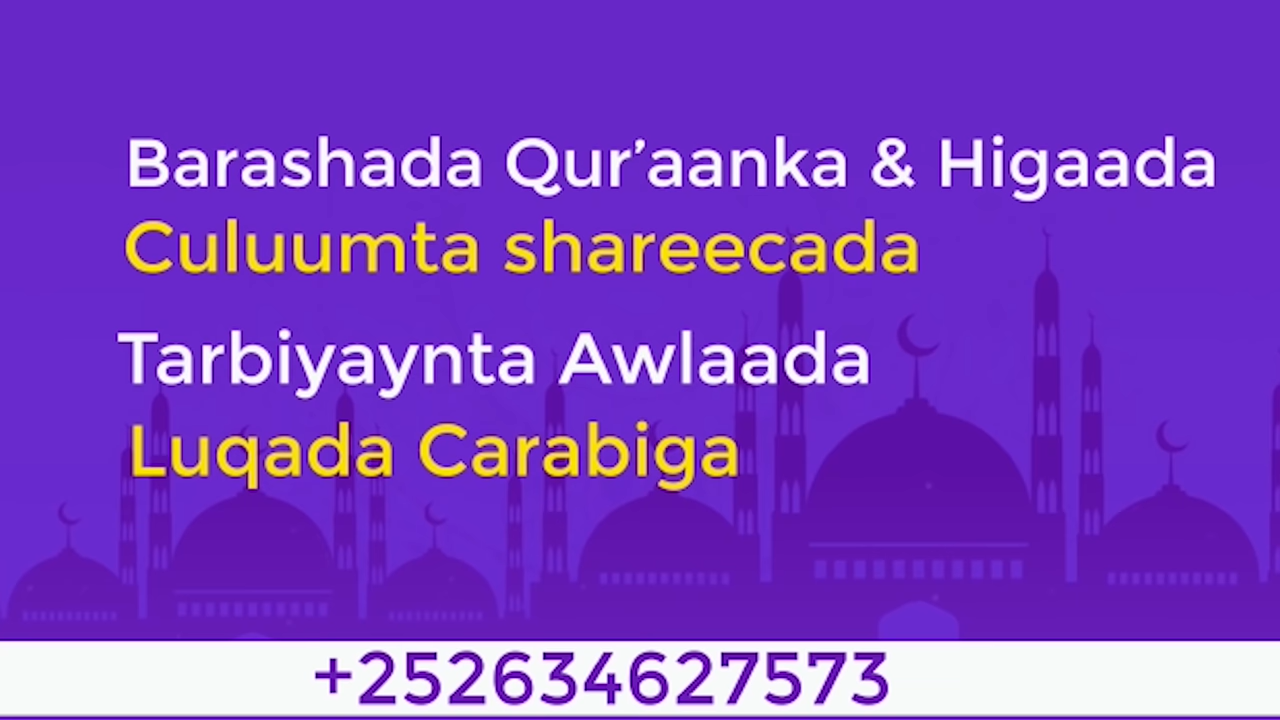 Barashada Qur’aanka & Higaada
Culuumta shareecada
Tarbiyaynta Awlaada
Luqada Carabiga
+252634627573